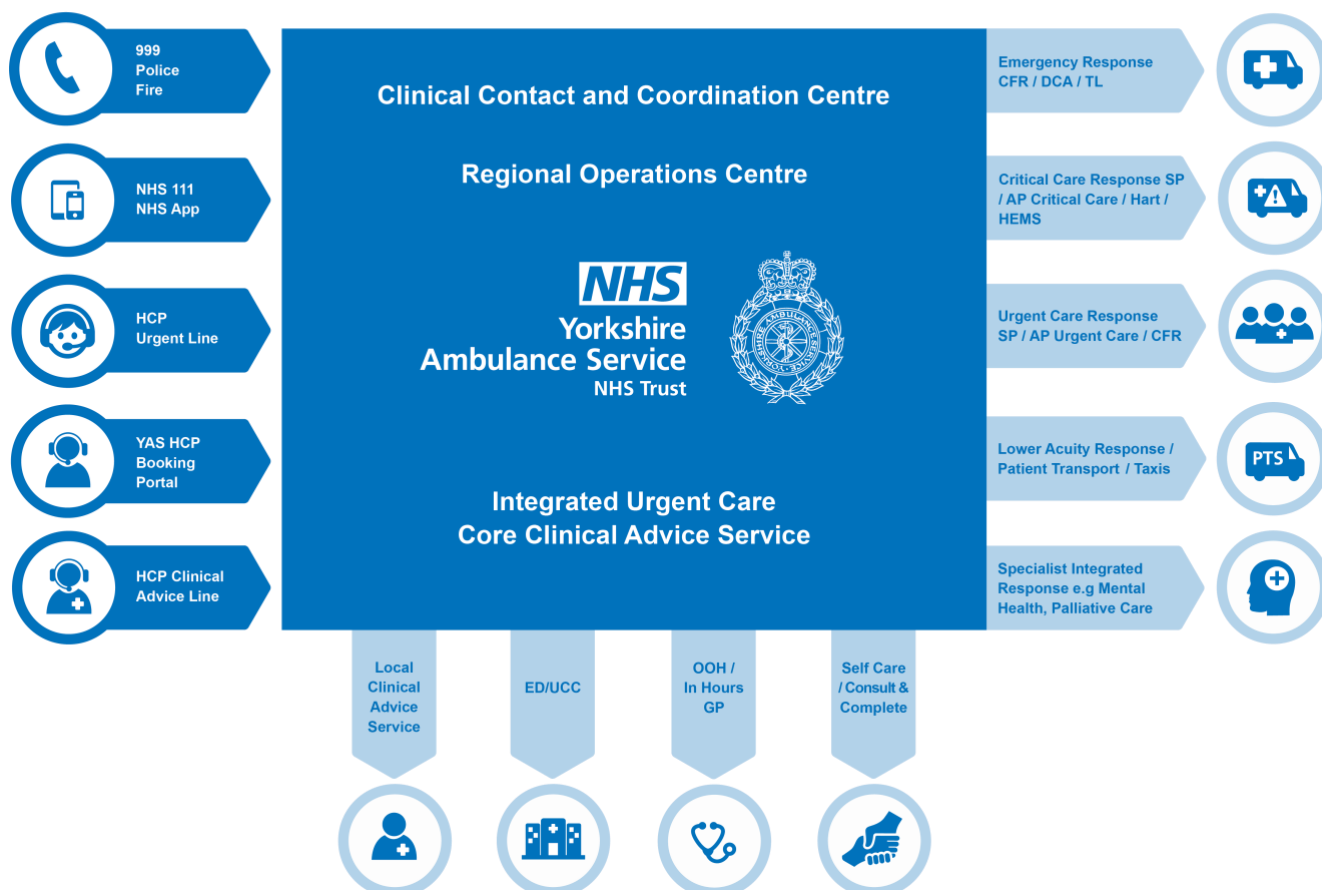 999
Police
Fire
NHS 111
NHS App
HCP
Urgent Line
YAS HCP
Booking
Portal
HCP Clinical
Advice Line
Clinical Contact and Coordination Centre
Regional Operations Centre
NHS
Yorkshire
Ambulance Service
NHS Trust
YORKSHIRE AMBULANCE SERVICE
Integrated Urgent Care
Core Clinical Advice Service
Emergency Response
CFR / DCA / TL
Critical Care Response SP
/ AP Critical Care / Hart /
HEMS
Urgent Care Response
SP / AP Urgent Care / CFR
Lower Acuity Response /
Patient Transport / Taxis
PTS
Specialist Integrated
Response e.g Mental
Health, Palliative Care
Local
Clinical
Advice
Service
ED/UCC
OOH /
In Hours
GP
Self Care
/ Consult &
Complete